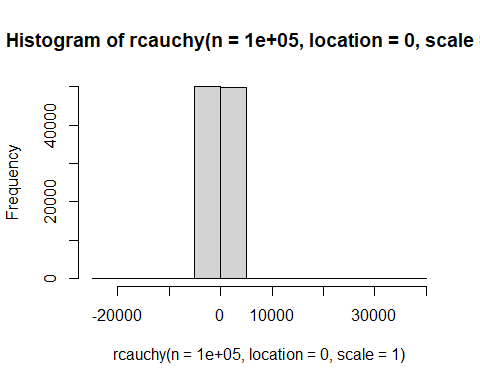 Histogram of rcauchy(n = 1e+05, location = 0, scale =
Frequency
40000
20000
0
-20000 0 10000 30000
rcauchy(n = 1e+05, location = 0, scale = 1)